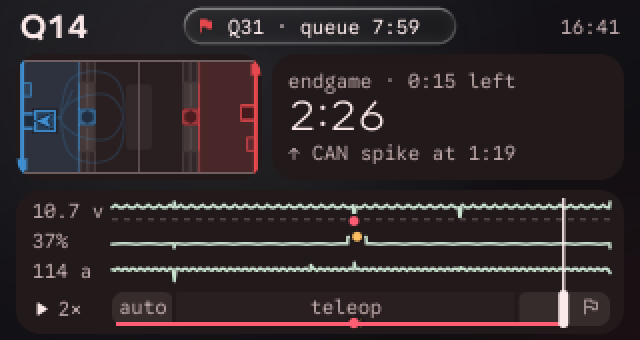 Q14
Q31 · queue 7:59
16:41
endgame · 0:15 left
2:26
↑ CAN spike at 1:19
10.7 v
37%
114 a
2×
auto
teleop